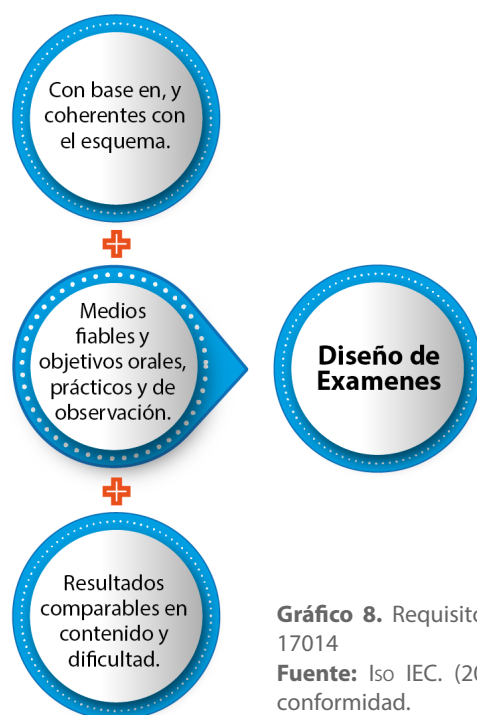 Con base en, y
coherentes con
el esquema.
Medios
fiables y
objetivos orales,
prácticos y de
observación.
Diseño de
Examenes
Resultados
comparables en
contenido y
dificultad.
Gráfico 8. Requisito
17014
Fuente: Iso IEC. (20
conformidad.